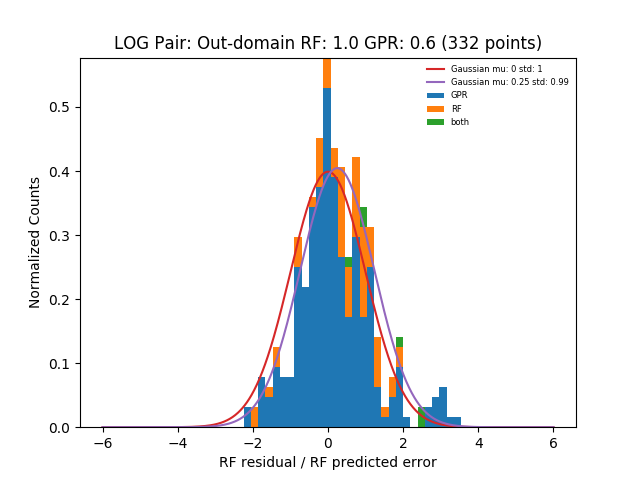 LOG Pair: Out-domain RF: 1.0 GPR: 0.6 (332 points)
Gaussian mu: 0 std: 1
Gaussian mu: 0.25 std: 0.99
GPR
RF
both
0.5
0.4
0.3
0.2
0.1
0.0
Normalized Counts
−6 −4 −2 0 2 4 6
RF residual / RF predicted error